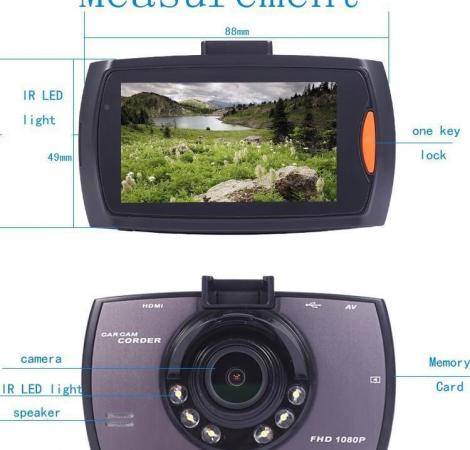 Measurement
88mm
IR LED
light
49mm
one key
lock
HDMI
AV
CAR CAM
CORDER
camera
IR LED light
speaker
Memory
Card
FHD 1080P